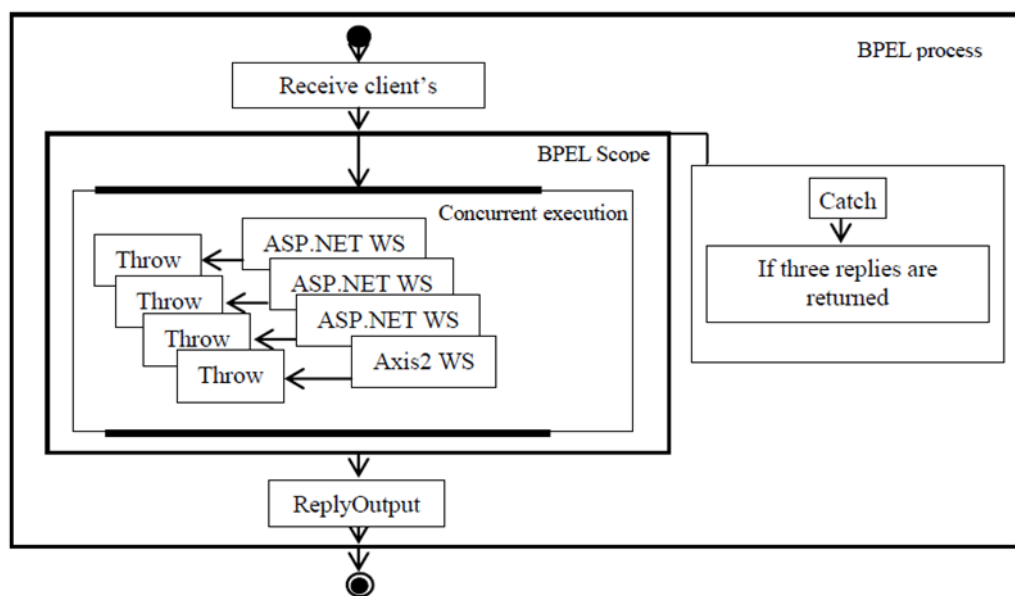 BPEL process
Receive client's
BPEL Scope
Concurrent execution
ASP.NET WS
Throw
ASP.NET WS
Throw
ASP.NET WS
Throw
Axis2 WS
Throw
Catch
If three replies are
returned
ReplyOutput